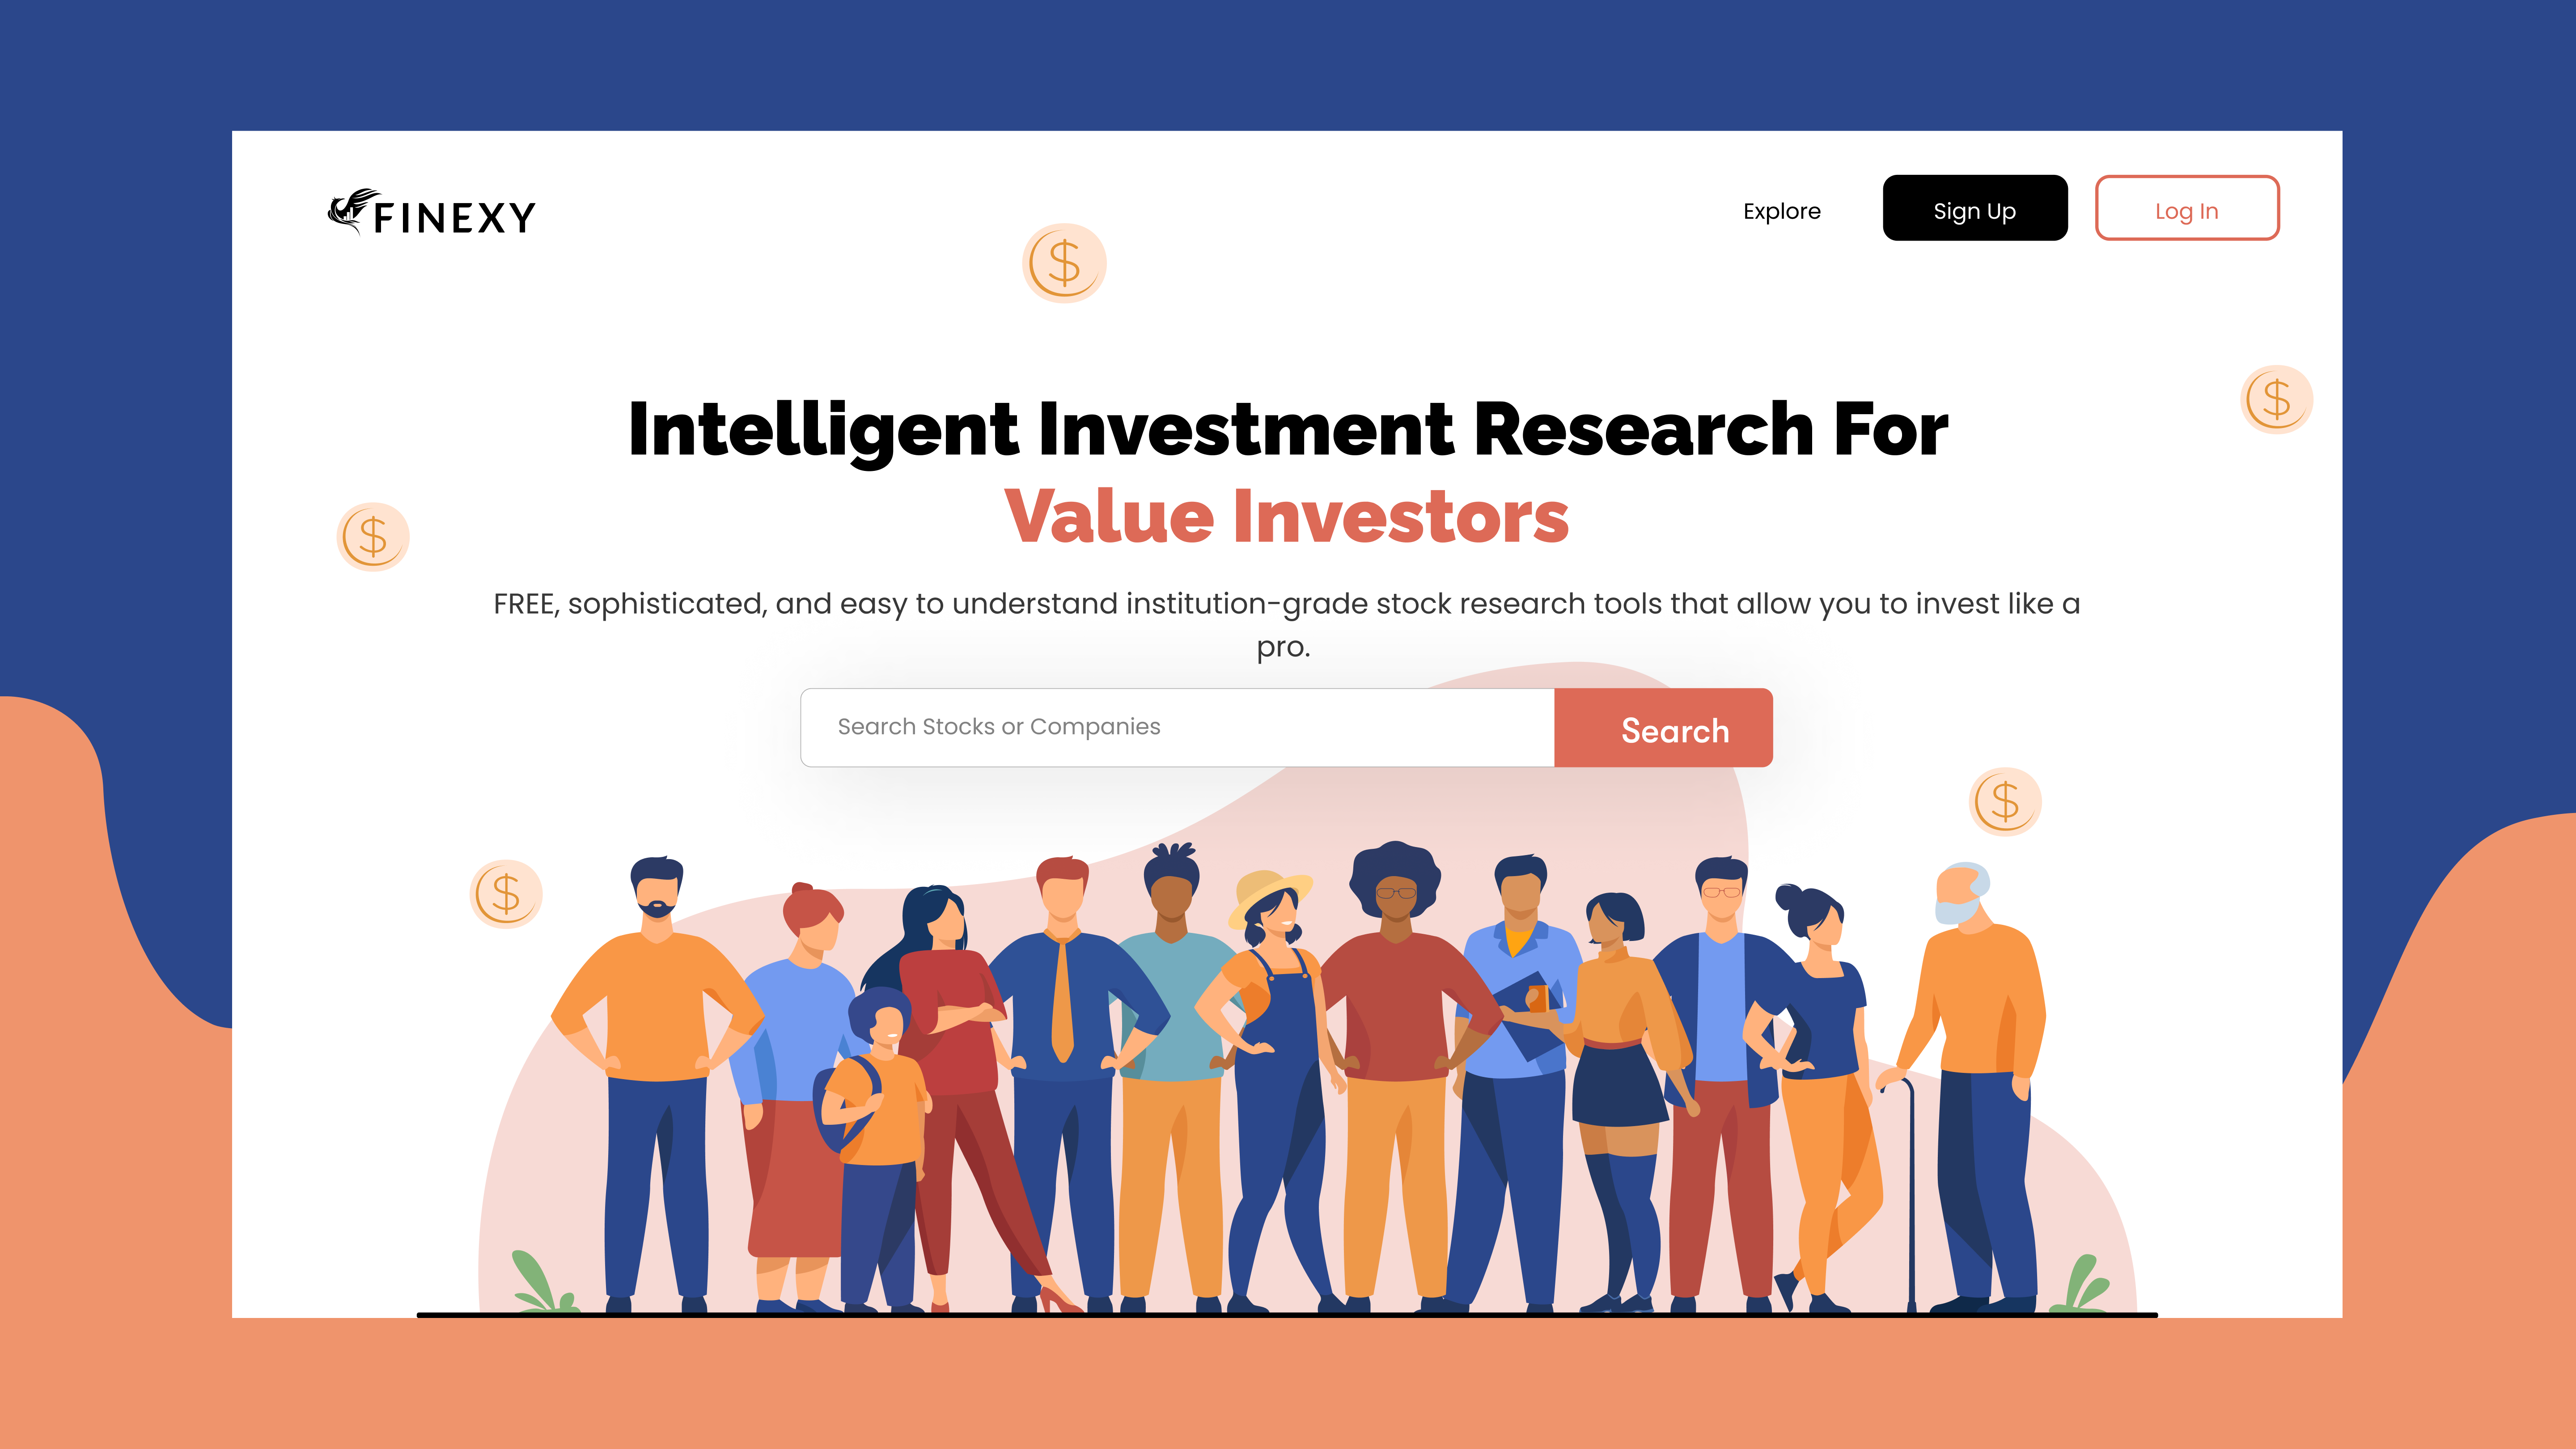 FINEXY
Explore
Sign Up
Log In
$
$
Intelligent Investment Research For
Value Investors
$
FREE, sophisticated, and easy to understand institution-grade stock research tools that allow you to invest like a
pro.
Search Stocks or Companies
Search
$
$